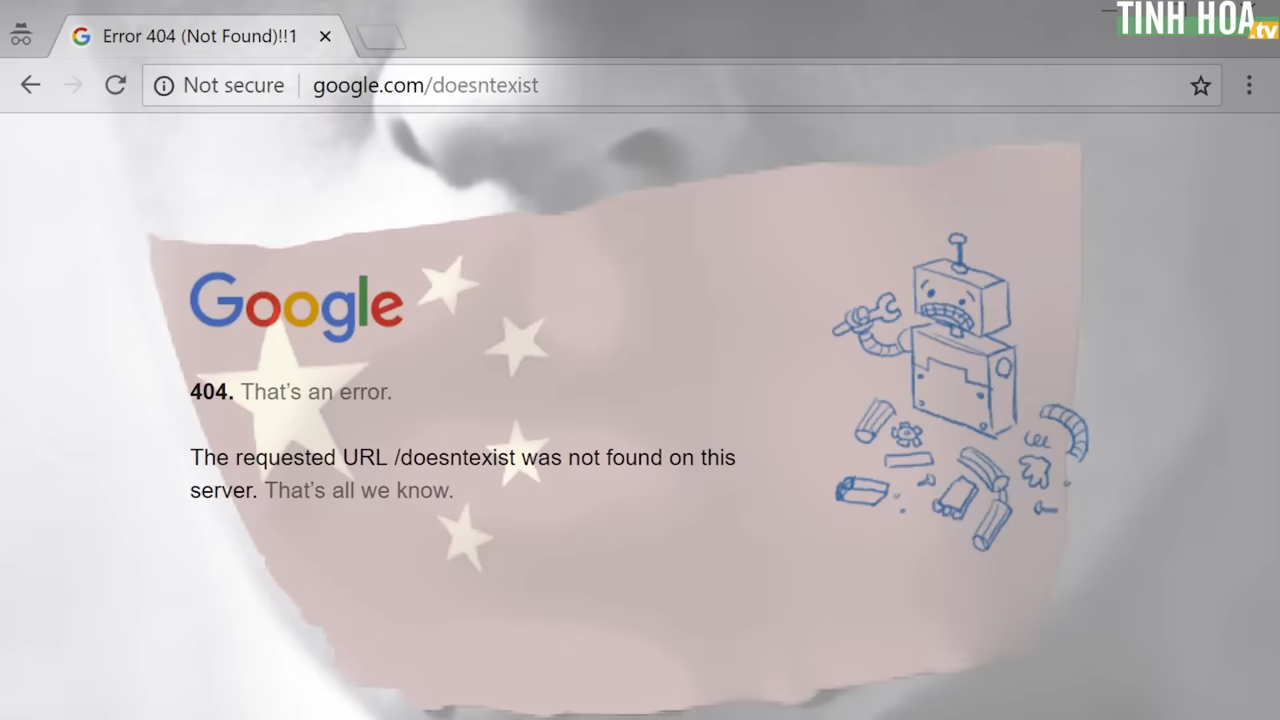 TINH HOA
.tv
Error 404 (Not Found)!!1
Not secure google.com/doesntexist
Google
404. That's an error.
The requested URL /doesntexist was not found on this
server. That's all we know.